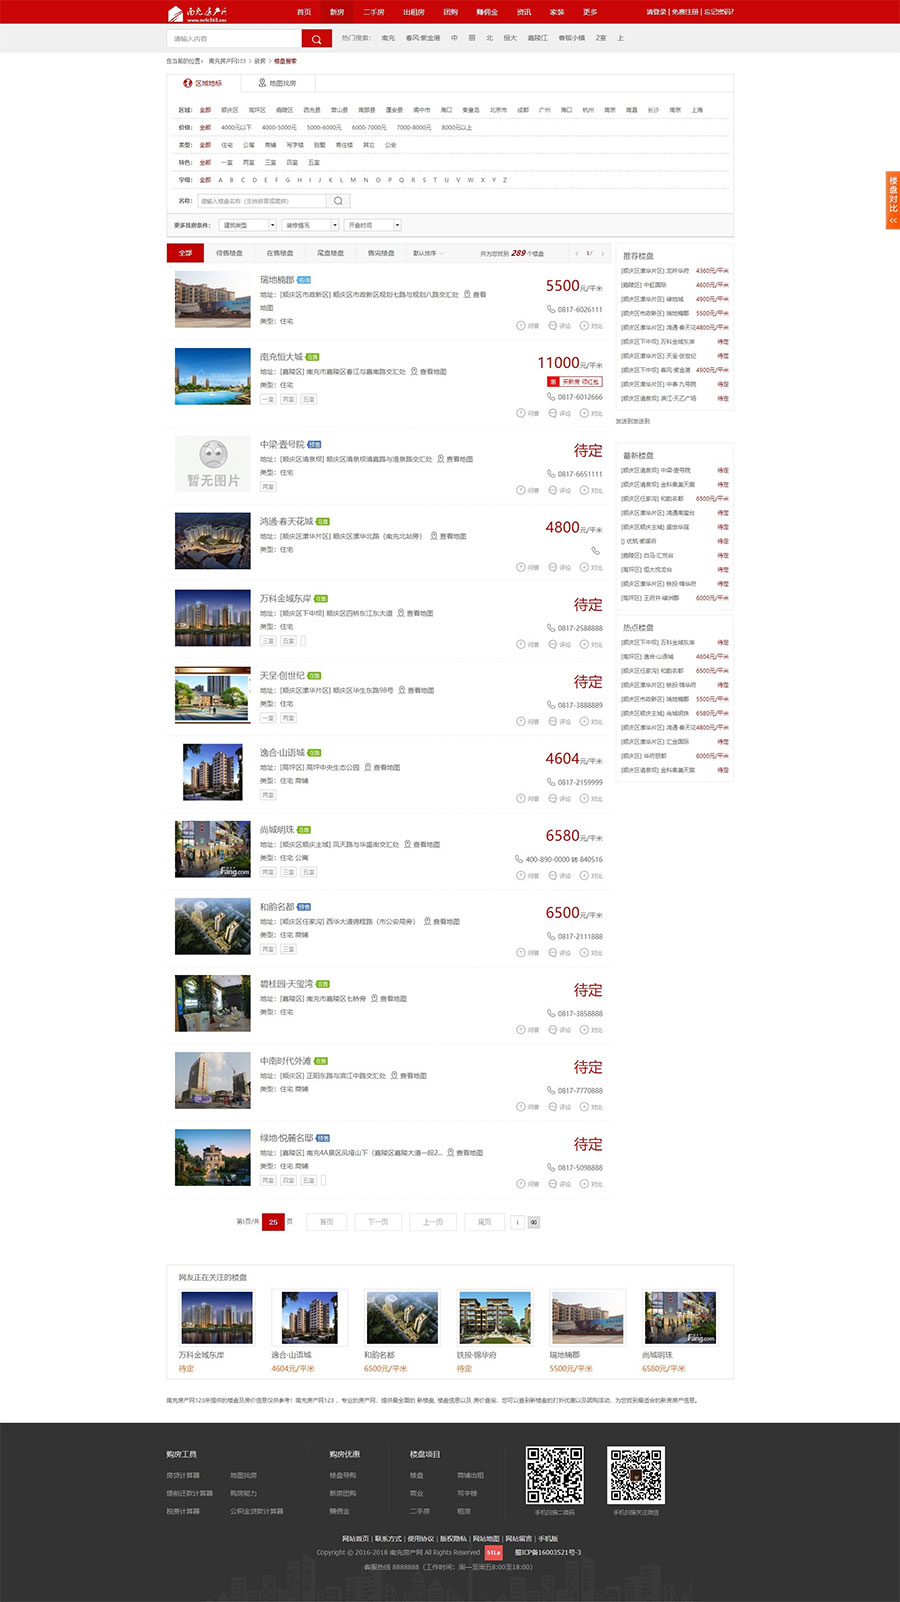 南充房产网
www.ncfc365.com
首页 新房 二手房 出租房 团购 赚佣金 资讯 家装 更多
请登录 | 免费注册 | 忘记密码?
请输入内容
热门搜索: 南充 春风·紫金港 中 丽 北 恒大 嘉陵江 香榭小镇 2室 上
您当前的位置: 南充房产网123 > 新房 > 楼盘搜索
区域地标 地图找房
区域: 全部 顺庆区 高坪区 嘉陵区 西充县 营山县 南部县 蓬安县 阆中市 海口 秦皇岛 北京市 成都 广州 海口 杭州 南京 南昌 长沙 南京 上海
价格: 全部 4000元以下 4000-5000元 5000-6000元 6000-7000元 7000-8000元 8000元以上
类型: 全部 住宅 公寓 商铺 写字楼 别墅 商住楼 其它 公安
特色: 全部 一室 两室 三室 四室 五室
字母: 全部 A B C D E F G H I J K L M N O P Q R S T U V W X Y Z
名称: 请输入楼盘名称（支持拼音或简拼）
更多找房条件: 建筑类型 装修情况 开盘时间
楼盘对比 <<
全部 待售楼盘 在售楼盘 尾盘楼盘 售完楼盘 默认排序 共为您找到 289 个楼盘 < 1/ >
瑞地楠郡
5500元/平米
地址: [顺庆区市政新区] 顺庆区市政新区规划七路与规划八路交汇处 查看地图
0817-6026111
类型: 住宅
问答 评论 对比
南充恒大城 在售
11000元/平米
地址: [嘉陵区] 南充市嘉陵区春江与嘉南路交汇处 查看地图
买新房 领红包
类型: 住宅
0817-6012666
一室 两室 五室
问答 评论 对比
中梁·壹号院 预售
待定
地址: [顺庆区清泉坝] 顺庆区清泉坝清嘉路与澄泉路交汇处 查看地图
暂无图片
类型: 住宅
0817-6651111
两室
问答 评论 对比
鸿通·春天花城 在售
4800元/平米
地址: [顺庆区潆华片区] 顺庆区潆华北路（南充北站旁） 查看地图
类型: 住宅
问答 评论 对比
万科金域东岸 在售
待定
地址: [顺庆区下中坝] 顺庆区四桥东江东大道 查看地图
类型: 住宅
0817-2588888
三室 五室
问答 评论 对比
天呈·创世纪 在售
待定
地址: [顺庆区潆华片区] 顺庆区华生东路98号 查看地图
类型: 住宅
0817-3888889
一室 两室
问答 评论 对比
逸合·山语城 在售
4604元/平米
地址: [高坪区] 高坪中央生态公园 查看地图
类型: 住宅 商铺
0817-2159999
两室
问答 评论 对比
尚城明珠 在售
6580元/平米
地址: [顺庆区顺庆主城] 凤天路与华盛街交汇处 查看地图
类型: 住宅 公寓
400-890-0000 转 840516
两室 三室 五室
Fang.com
问答 评论 对比
和韵名都 预售
6500元/平米
地址: [顺庆区任家沟] 西华大道锦程路（市公安局旁） 查看地图
类型: 住宅 商铺
0817-2111888
两室 三室
问答 评论 对比
碧桂园·天玺湾 在售
待定
地址: [嘉陵区] 南充市嘉陵区七桥旁 查看地图
类型: 住宅
0817-3858888
问答 评论 对比
中南时代外滩 在售
待定
地址: [顺庆区] 正阳东路与滨江中路交汇处 查看地图
类型: 住宅 商铺
0817-7770888
问答 评论 对比
绿地·悦麓名邸 预售
待定
地址: [嘉陵区] 南充4A景区凤垭山下（嘉陵区嘉陵大道一段2... 查看地图
类型: 住宅 商铺
0817-5098888
两室 四室 五室
问答 评论 对比
第1页/共 25 页 首页 下一页 上一页 尾页 1 GO
推荐楼盘
[顺庆区潆华片区] 龙吟华府 4360元/平米
[嘉陵区] 中虹国际 4600元/平米
[顺庆区潆华片区] 缘地城 4900元/平米
[顺庆区市政新区] 瑞地楠郡 5500元/平米
[顺庆区潆华片区] 鸿通·春天花 4800元/平米
[顺庆区下中坝] 万科金域东岸 待定
[顺庆区潆华片区] 天呈·创世纪 待定
[顺庆区下中坝] 春风·紫金港 4900元/平米
[顺庆区潆华片区] 中泰·九号院 待定
[顺庆区清泉坝] 滨江·天乙广场 待定
发送到发送到
最新楼盘
[顺庆区清泉坝] 中梁·壹号院 待定
[顺庆区清泉坝] 金科集美天宸 待定
[顺庆区任家沟] 和韵名都 6500元/平米
[顺庆区潆华片区] 鸿通南玺台 待定
[顺庆区顺庆主城] 盛世华庭 待定
[] 优筑·紫宸府 待定
[嘉陵区] 白马·汇悦台 待定
[高坪区] 恒大悦龙台 待定
[顺庆区潆华片区] 铁投·锦华府 待定
[高坪区] 王府井·缘洲郡 6000元/平米
热点楼盘
[顺庆区下中坝] 万科金域东岸 待定
[高坪区] 逸合·山语城 4604元/平米
[顺庆区任家沟] 和韵名都 6500元/平米
[顺庆区潆华片区] 铁投·锦华府 待定
[顺庆区市政新区] 瑞地楠郡 5500元/平米
[顺庆区顺庆主城] 尚城明珠 6580元/平米
[顺庆区潆华片区] 鸿通·春天花 4800元/平米
[顺庆区潆华片区] 汇金国际 待定
[顺庆区] 华府丽都 6000元/平米
[顺庆区清泉坝] 金科集美天宸 待定
网友正在关注的楼盘
Fang.com
万科金域东岸 逸合·山语城 和韵名都 铁投·锦华府 瑞地楠郡 尚城明珠
待定 4604元/平米 6500元/平米 待定 5500元/平米 6580元/平米
南充房产网123所提供的楼盘及房价信息仅供参考！南充房产网123，专业的房产网，提供最全面的 新楼盘, 楼盘信息以及 房价查询，您可以查到新楼盘的打折优惠以及团购活动，为您找到最适合的新房房产信息。
购房工具 购房优惠 楼盘项目
房贷计算器 地图找房 楼盘导购 楼盘 商铺出租
提前还款计算器 购房能力 新房团购 商业 写字楼
税费计算器 公积金贷款计算器 赚佣金 二手房 租房
手机扫描二维码 手机扫描关注微信
网站首页 | 联系方式 | 使用协议 | 版权隐私 | 网站地图 | 网站留言 | 手机版
Copyright © 2016-2018 南充房产网 All Rights Reserved 51La 蜀ICP备16003521号-3
客服热线 8888888（工作时间：周一至周五8:00至18:00）